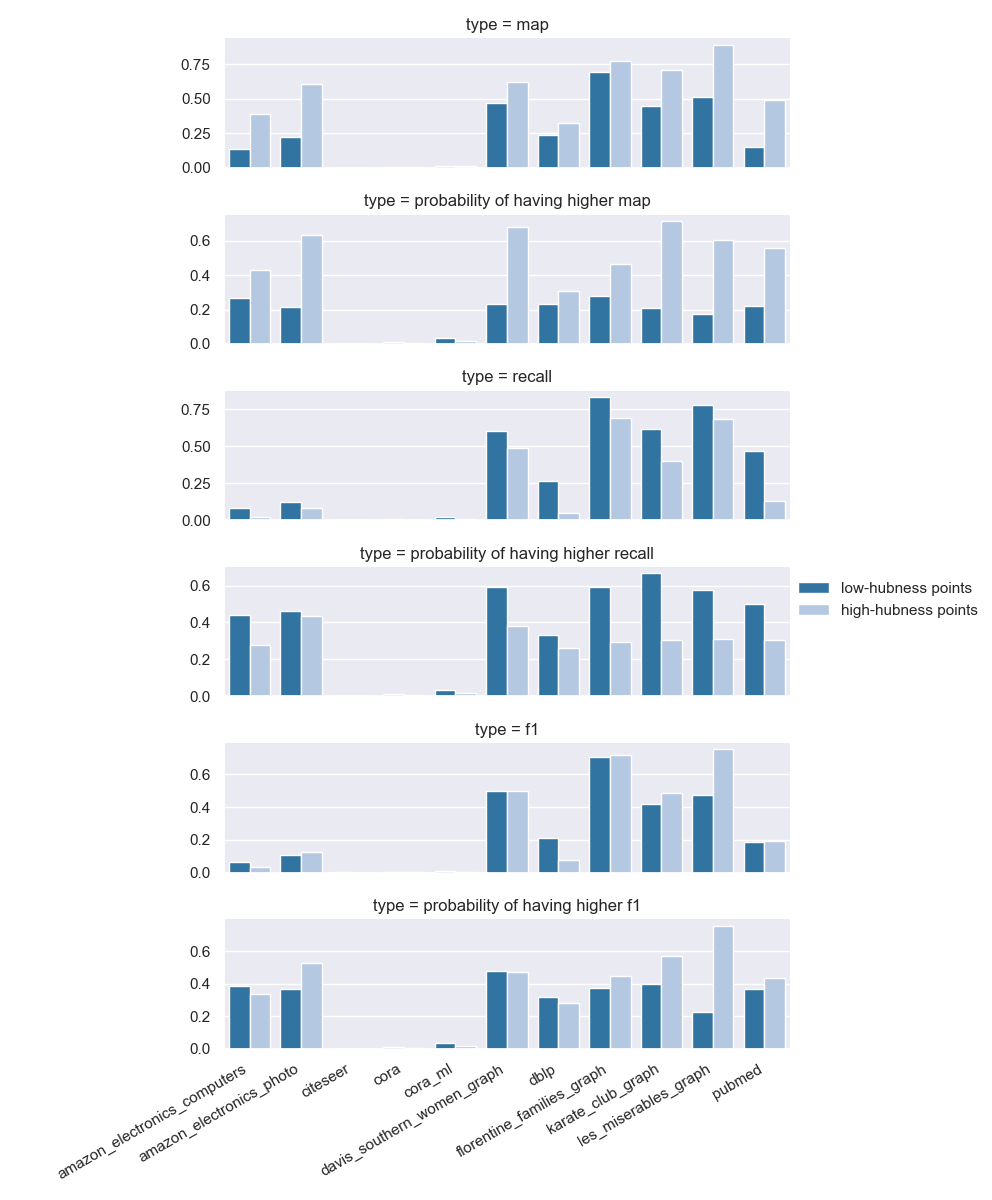 type = map
0.75
0.50
0.25
0.00
type = probability of having higher map
0.6
0.4
0.2
0.0
type = recall
0.75
0.50
0.25
0.00
type = probability of having higher recall
0.6
0.4
0.2
0.0
low-hubness points
high-hubness points
type = f1
0.6
0.4
0.2
0.0
type = probability of having higher f1
0.6
0.4
0.2
0.0
amazon_electronics_computers
amazon_electronics_photo
citeseer
cora
cora_ml
davis_southern_women_graph
dblp
florentine_families_graph
karate_club_graph
les_miserables_graph
pubmed